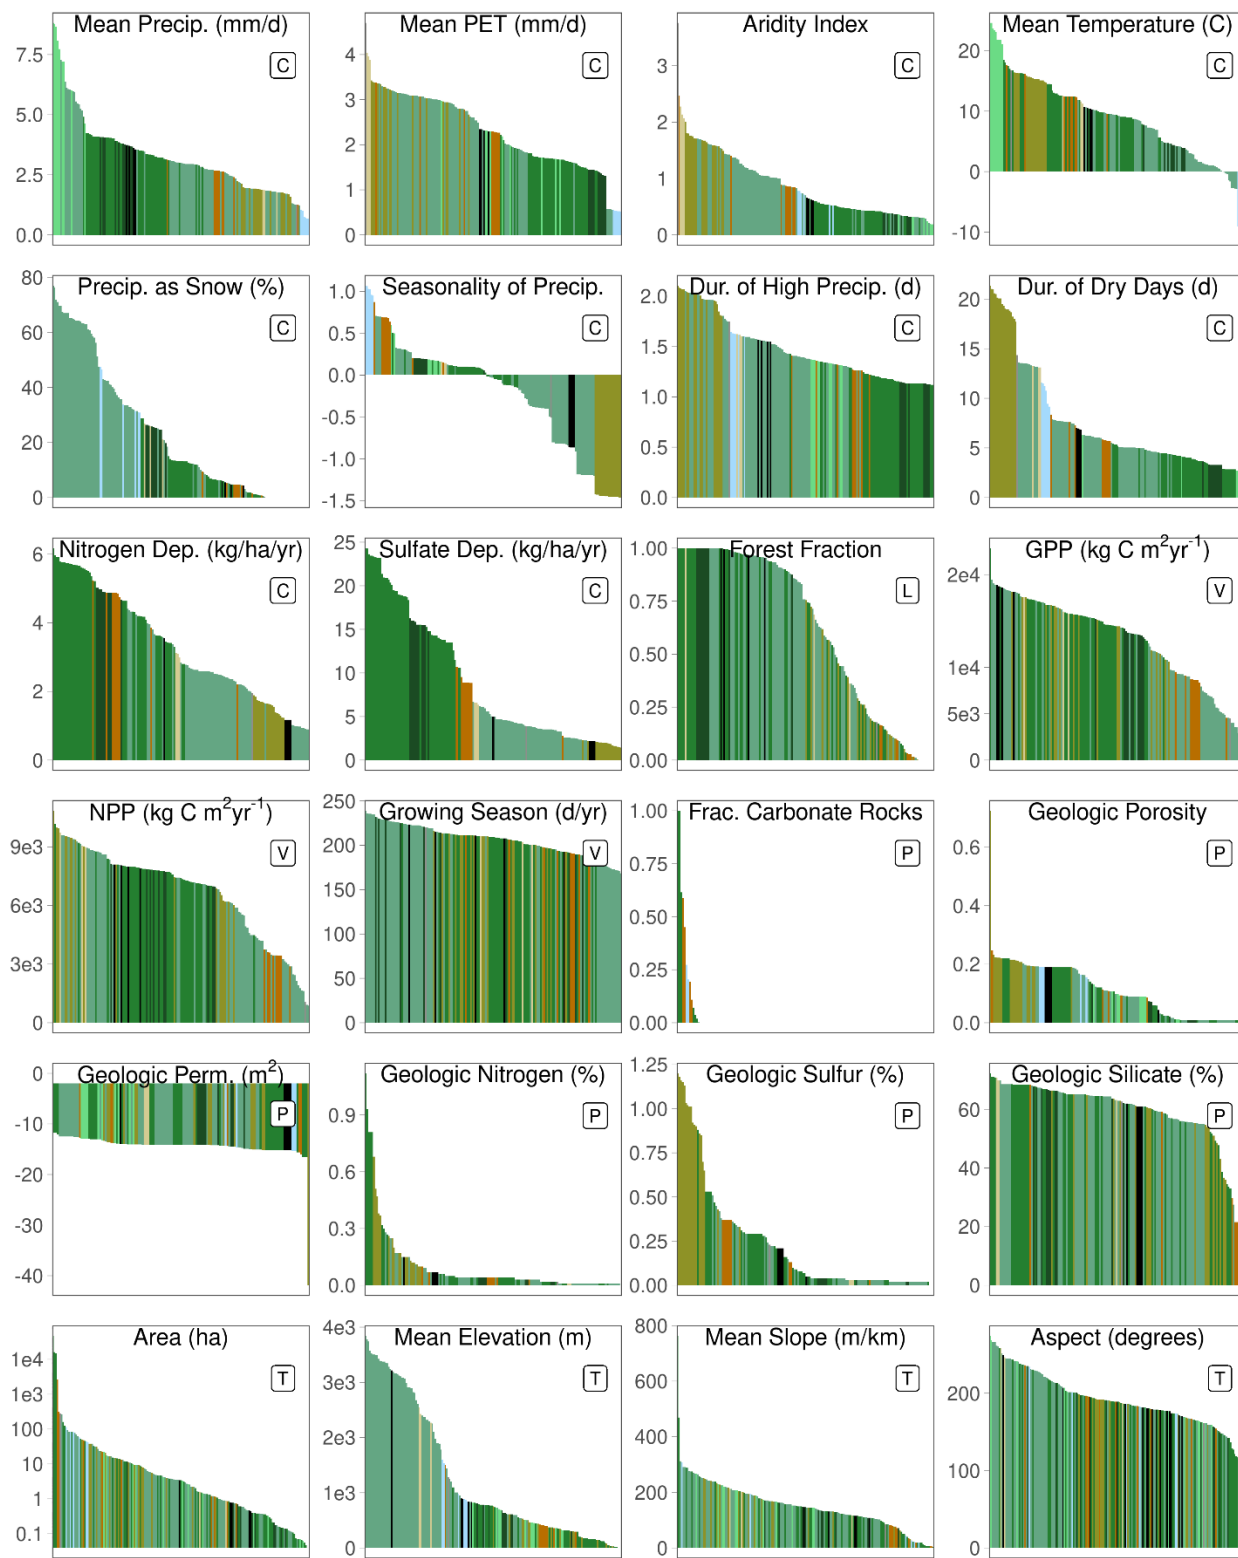 Mean Precip. (mm/d)
C
7.5
5.0
2.5
0.0
Mean PET (mm/d)
C
4
3
2
1
0
Aridity Index
C
3
2
1
0
Mean Temperature (C)
C
20
10
0
-10
Precip. as Snow (%)
C
80
60
40
20
0
Seasonality of Precip.
C
1.0
0.5
0.0
-0.5
-1.0
-1.5
Dur. of High Precip. (d)
C
2.0
1.5
1.0
0.5
0.0
Dur. of Dry Days (d)
C
20
15
10
5
0
Nitrogen Dep. (kg/ha/yr)
C
6
4
2
0
Sulfate Dep. (kg/ha/yr)
C
25
20
15
10
5
0
Forest Fraction
L
1.00
0.75
0.50
0.25
0.00
GPP (kg C m²yr⁻¹)
V
2e4
1e4
5e3
0
NPP (kg C m²yr⁻¹)
V
9e3
6e3
3e3
0
Growing Season (d/yr)
V
250
200
150
100
50
0
Frac. Carbonate Rocks
P
1.00
0.75
0.50
0.25
0.00
Geologic Porosity
P
0.6
0.4
0.2
0.0
Geologic Perm. (m²)
P
0
-10
-20
-30
-40
Geologic Nitrogen (%)
P
0.9
0.6
0.3
0.0
Geologic Sulfur (%)
P
1.25
1.00
0.75
0.50
0.25
0.00
Geologic Silicate (%)
P
60
40
20
0
Area (ha)
T
1e4
1e3
100
10
1
0.1
Mean Elevation (m)
T
4e3
3e3
2e3
1e3
0
Mean Slope (m/km)
T
800
600
400
200
0
Aspect (degrees)
T
200
100
0